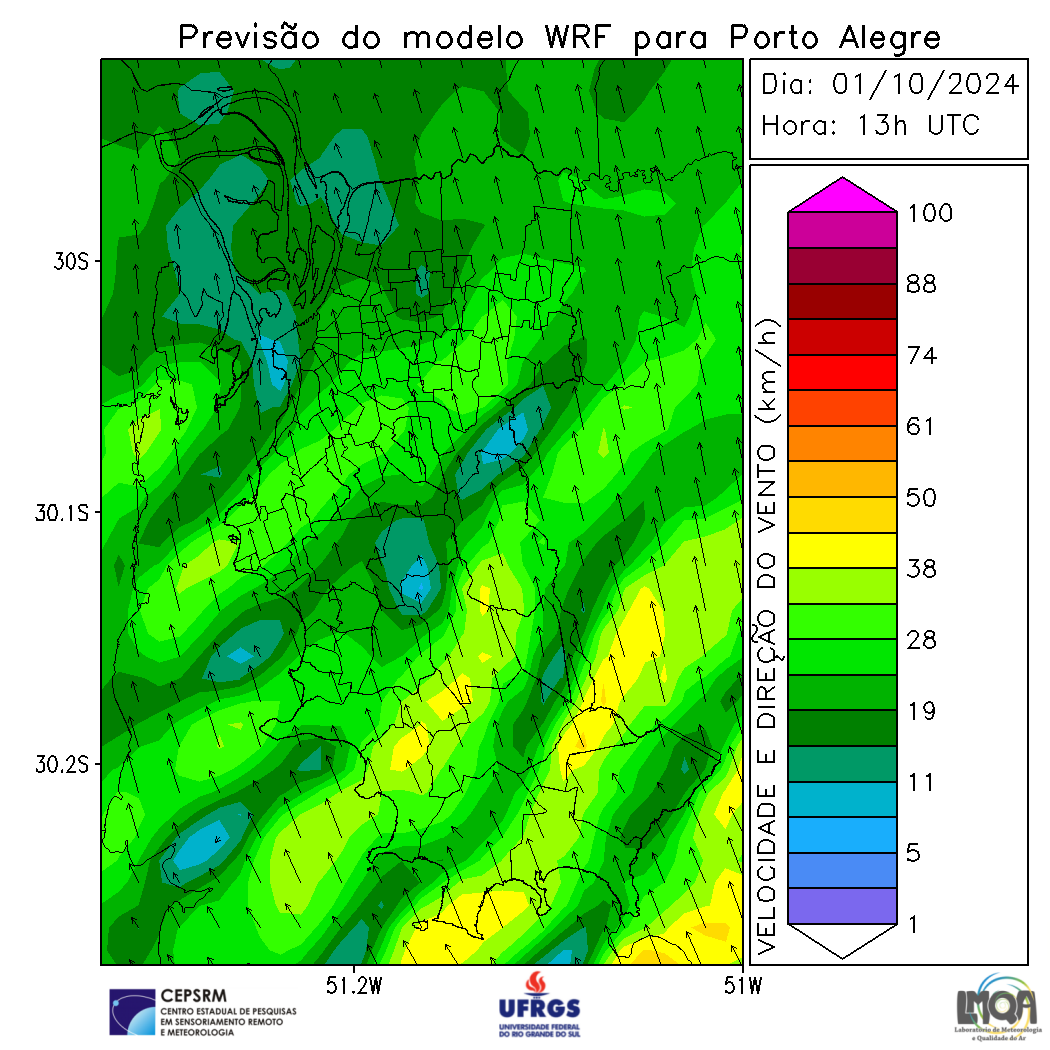 Previsão do modelo WRF para Porto Alegre
Dia: 01/10/2024
Hora: 13h UTC
30S
30.1S
30.2S
51.2W
51W
VELOCIDADE E DIREÇÃO DO VENTO (km/h)
100
88
74
61
50
38
28
19
11
5
1
CEPSRM
CENTRO ESTADUAL DE PESQUISAS
EM SENSORIAMENTO REMOTO
E METEOROLOGIA
UFRGS
UNIVERSIDADE FEDERAL
DO RIO GRANDE DO SUL
LMQA
Laboratório de Meteorologia
e Qualidade do Ar